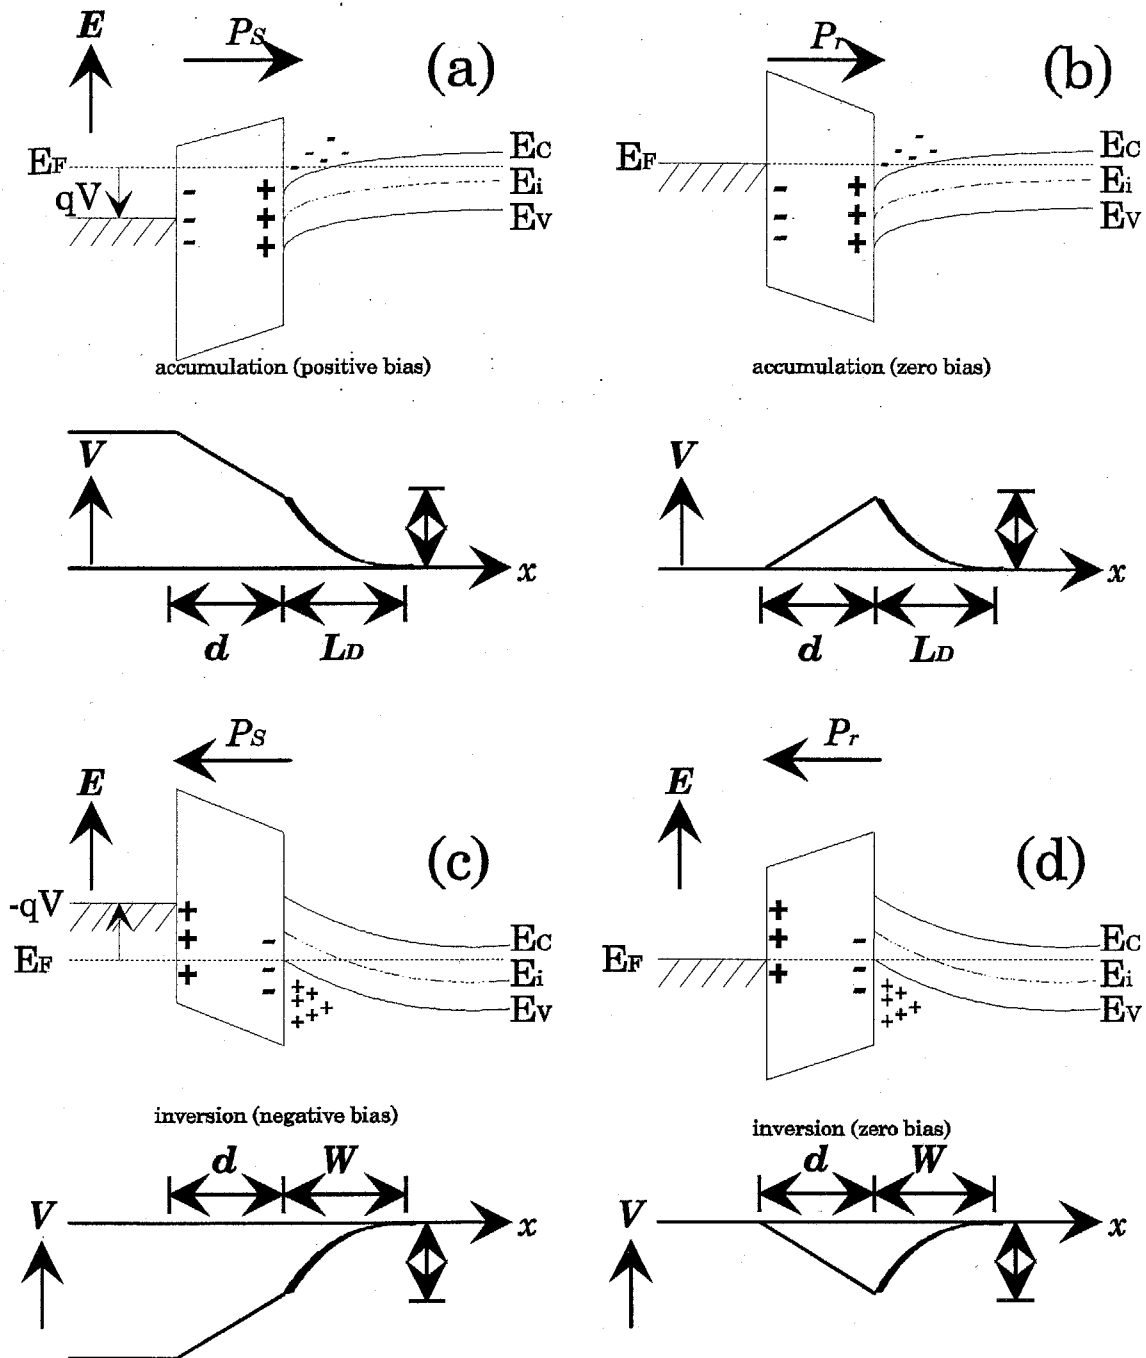 E
PS
(a)
EF
qV
- - - -
- - -
+ + +
EC
Ei
EV
accumulation (positive bias)
V
x
d
LD
Pr
(b)
EF
- - - -
- - -
+ + +
EC
Ei
EV
accumulation (zero bias)
V
x
d
LD
PS
E
(c)
-qV
EF
+ + +
- - -
+ + + + + +
EC
Ei
EV
inversion (negative bias)
d
W
V
x
Pr
E
(d)
EF
+ + +
- - -
+ + + + + +
EC
Ei
EV
inversion (zero bias)
d
W
V
x